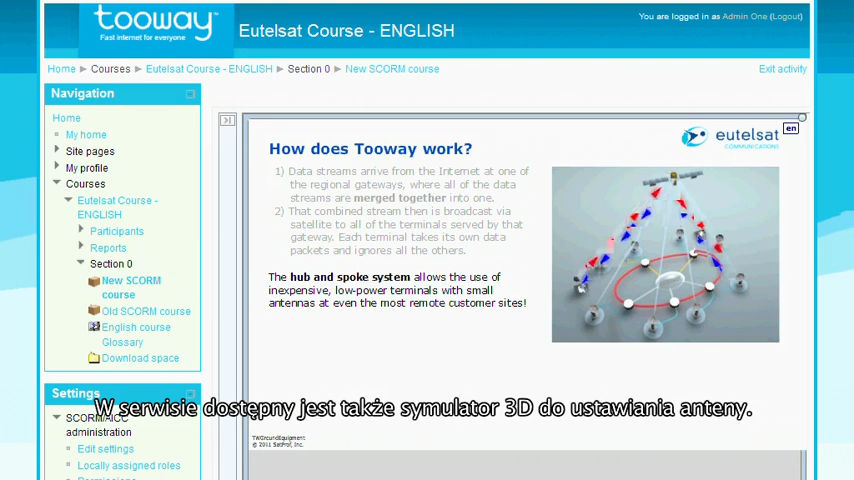 tooway™
Fast internet for everyone
Eutelsat Course - ENGLISH
You are logged in as Admin One (Logout)
Home ► Courses ► Eutelsat Course - ENGLISH ► Section 0 ► New SCORM course
Exit activity
Navigation
Home
My home
Site pages
My profile
Courses
Eutelsat Course -
ENGLISH
Participants
Reports
Section 0
New SCORM
course
Old SCORM course
English course
Glossary
Download space
Settings
SCORM/AICC
administration
Edit settings
Locally assigned roles
Permissions
eutelsat
COMMUNICATIONS
en
How does Tooway work?
1) Data streams arrive from the Internet at one of
the regional gateways, where all of the data
streams are merged together into one.
2) That combined stream then is broadcast via
satellite to all of the terminals served by that
gateway. Each terminal takes its own data
packets and ignores all the others.
The hub and spoke system allows the use of
inexpensive, low-power terminals with small
antennas at even the most remote customer sites!
TWGroundEquipment
© 2011 SatProf, Inc.
W serwisie dostępny jest także symulator 3D do ustawiania anteny.